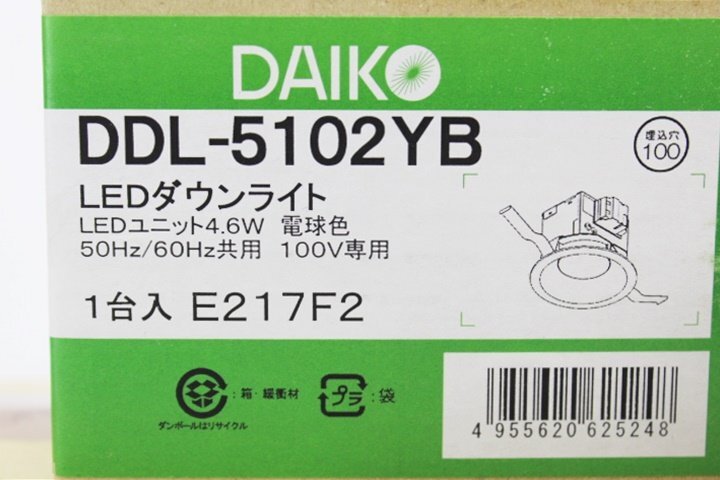 DAIKO
DDL-5102YB
埋込穴
100
LEDダウンライト
LEDユニット4.6W 電球色
50Hz/60Hz共用 100V専用
1台入 E217F2
:箱・緩衝材
プラ
:袋
ダンボールはリサイクル
4 955620 625248